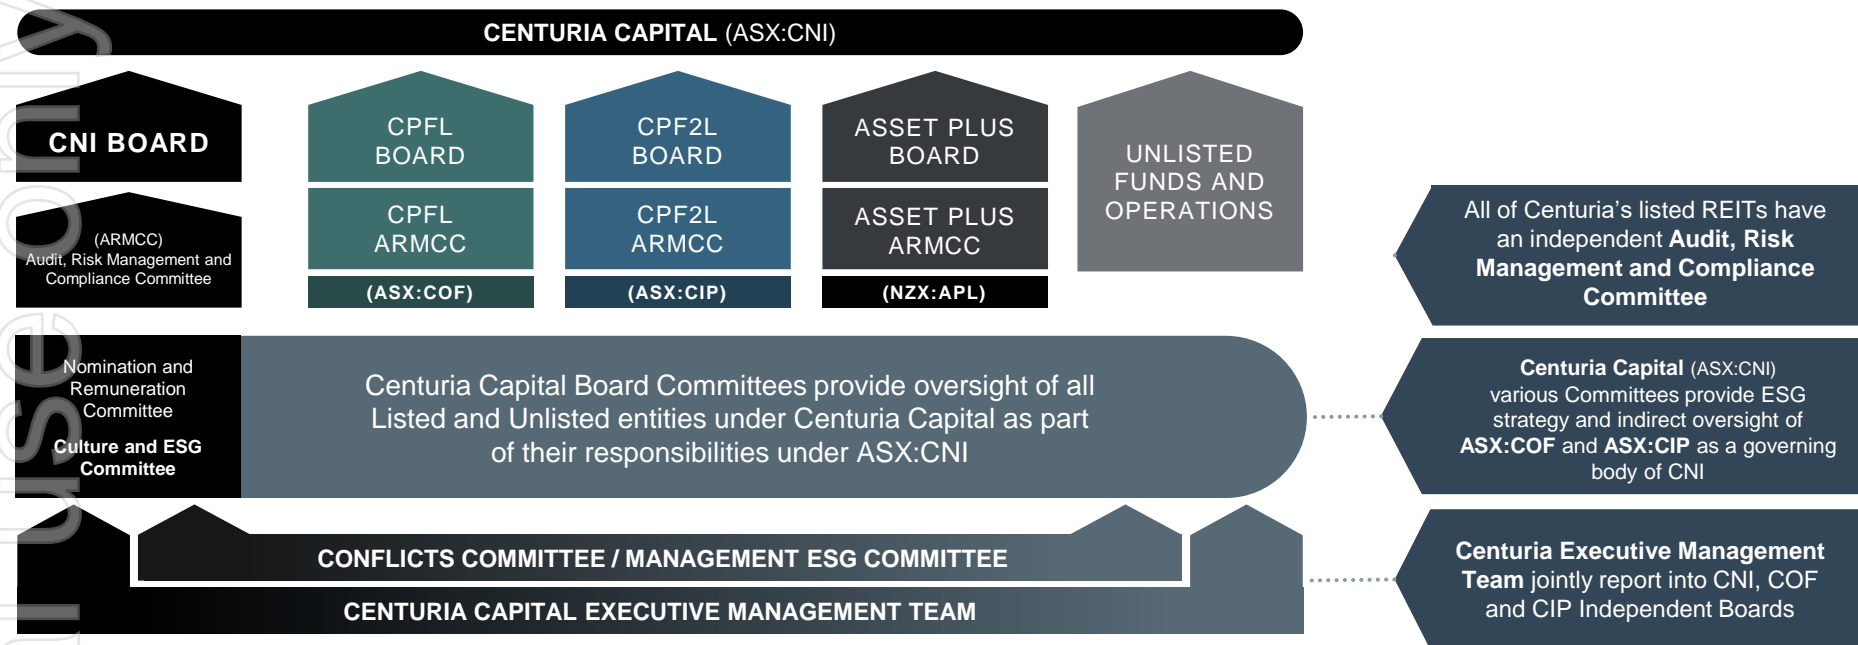 CENTURIA CAPITAL (ASX:CNI)
CNI BOARD
(ARMCC)
Audit, Risk Management and
Compliance Committee
CPFL
BOARD
CPFL
ARMCC
(ASX:COF)
CPF2L
BOARD
CPF2L
ARMCC
(ASX:CIP)
ASSET PLUS
BOARD
ASSET PLUS
ARMCC
(NZX:APL)
UNLISTED
FUNDS AND
OPERATIONS
All of Centuria's listed REITs have
an independent Audit, Risk
Management and Compliance
Committee
Nomination and
Remuneration
Committee
Culture and ESG
Committee
Centuria Capital Board Committees provide oversight of all
Listed and Unlisted entities under Centuria Capital as part
of their responsibilities under ASX:CNI
Centuria Capital (ASX:CNI)
various Committees provide ESG
strategy and indirect oversight of
ASX:COF and ASX:CIP as a governing
body of CNI
CONFLICTS COMMITTEE / MANAGEMENT ESG COMMITTEE
CENTURIA CAPITAL EXECUTIVE MANAGEMENT TEAM
Centuria Executive Management
Team jointly report into CNI, COF
and CIP Independent Boards
use only